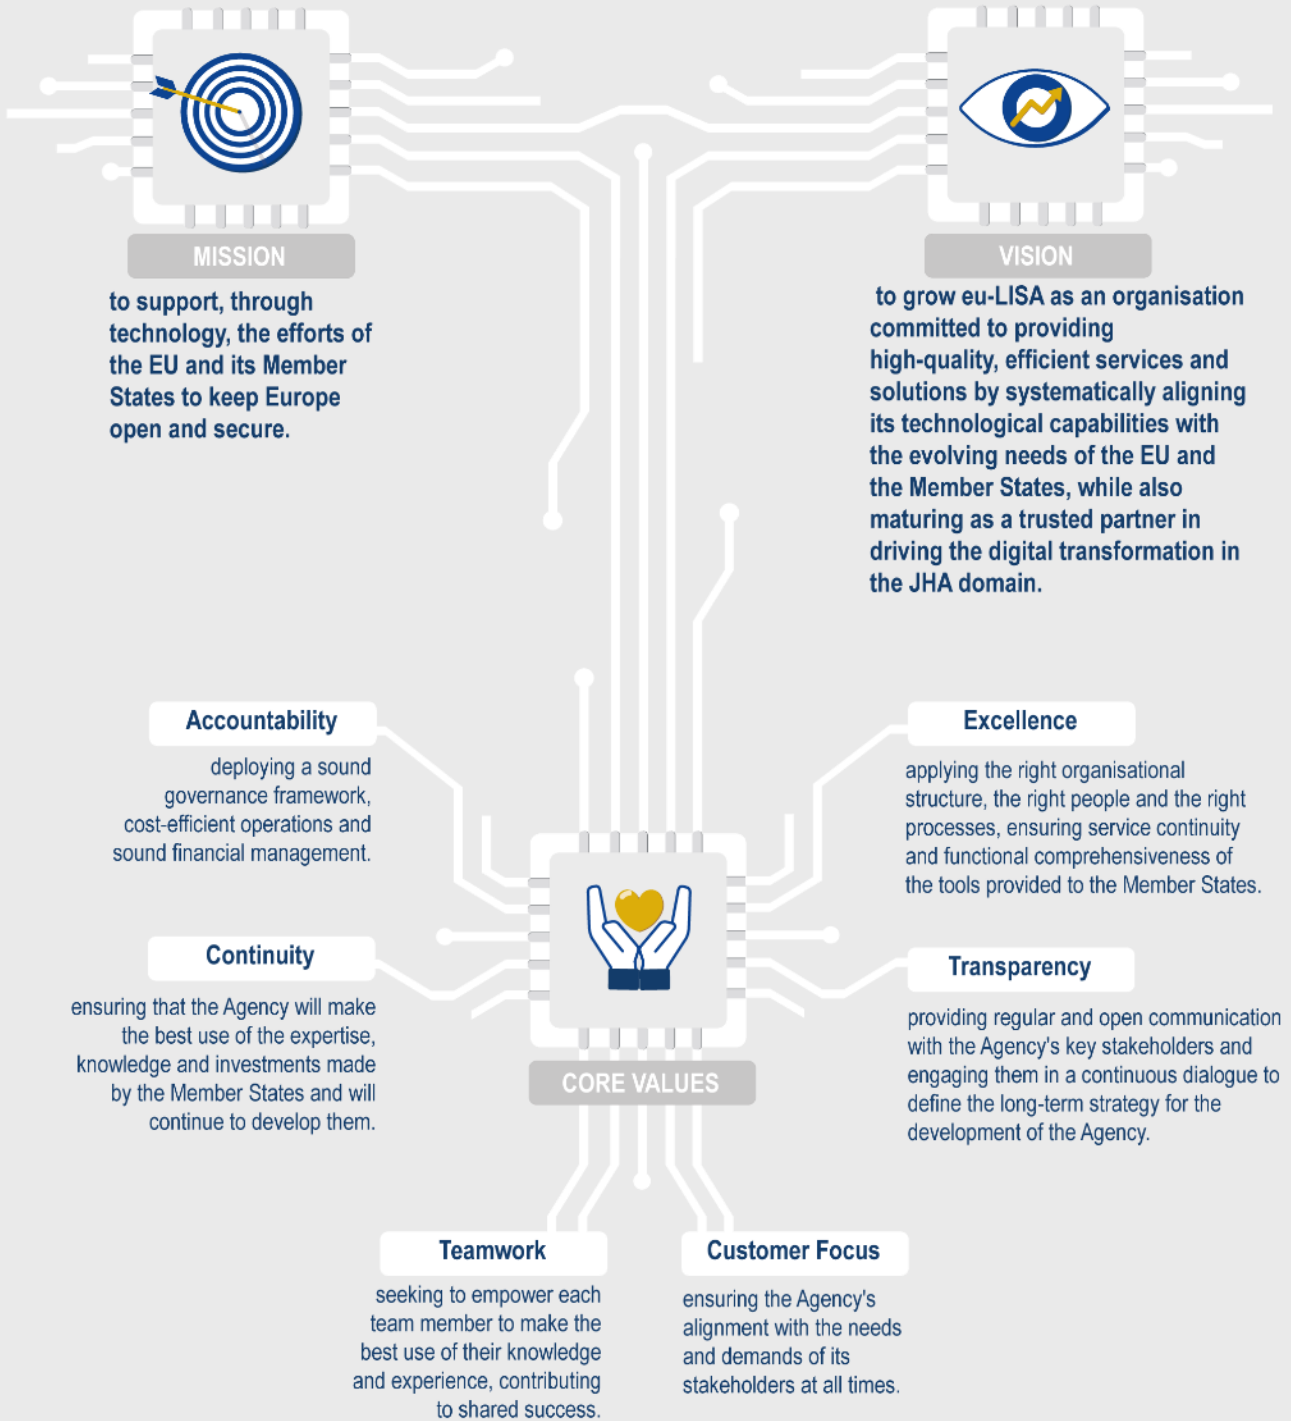 MISSION
to support, through
technology, the efforts of
the EU and its Member
States to keep Europe
open and secure.
VISION
to grow eu-LISA as an organisation
committed to providing
high-quality, efficient services and
solutions by systematically aligning
its technological capabilities with
the evolving needs of the EU and
the Member States, while also
maturing as a trusted partner in
driving the digital transformation in
the JHA domain.
Accountability
deploying a sound
governance framework,
cost-efficient operations and
sound financial management.
Excellence
applying the right organisational
structure, the right people and the right
processes, ensuring service continuity
and functional comprehensiveness of
the tools provided to the Member States.
Continuity
ensuring that the Agency will make
the best use of the expertise,
knowledge and investments made
by the Member States and will
continue to develop them.
Transparency
providing regular and open communication
with the Agency's key stakeholders and
engaging them in a continuous dialogue to
define the long-term strategy for the
development of the Agency.
CORE VALUES
Teamwork
seeking to empower each
team member to make the
best use of their knowledge
and experience, contributing
to shared success.
Customer Focus
ensuring the Agency's
alignment with the needs
and demands of its
stakeholders at all times.